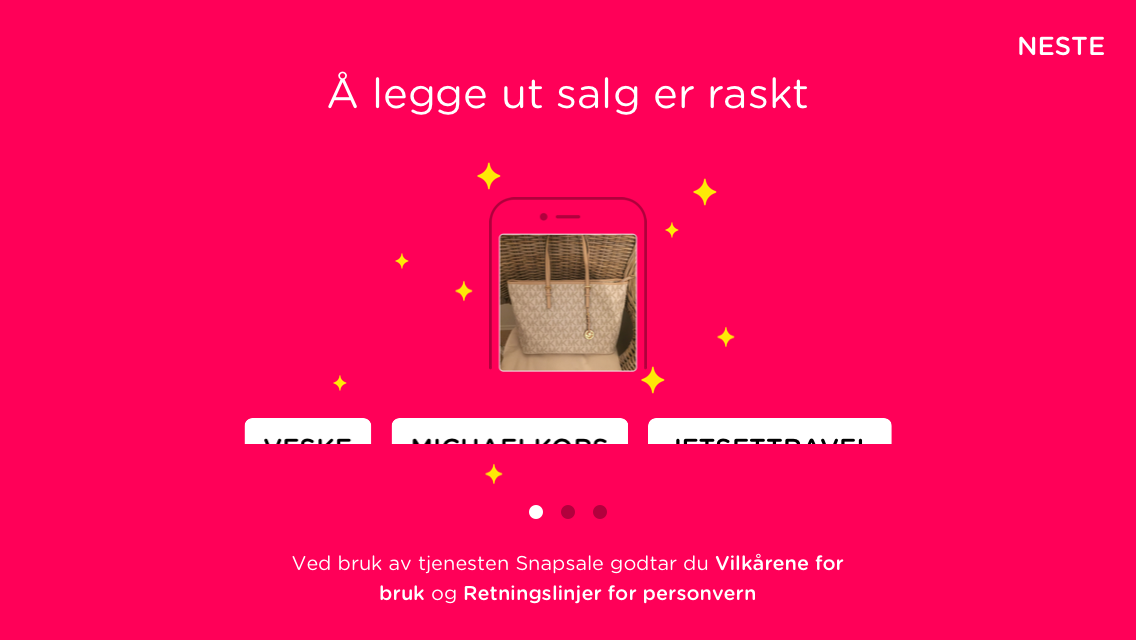 NESTE
Å legge ut salg er raskt
VESKE MICHAELKORS JETSETTRAVEL
Ved bruk av tjenesten Snapsale godtar du Vilkårene for
bruk og Retningslinjer for personvern